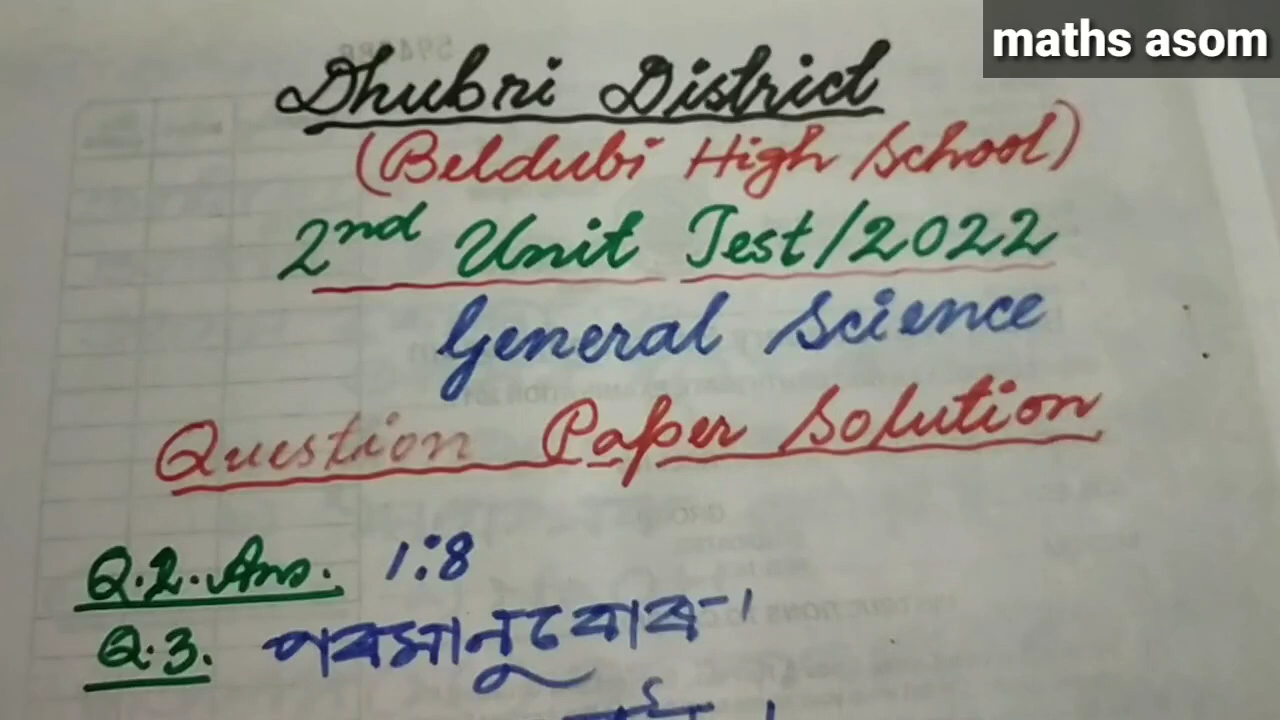 maths asom
Dhubri District
(Beldubi High School)
2nd Unit Test/2022
General Science
Question Paper Solution
Q.2. Ans. 1:8
Q.3. পৰমানুবোৰ-।